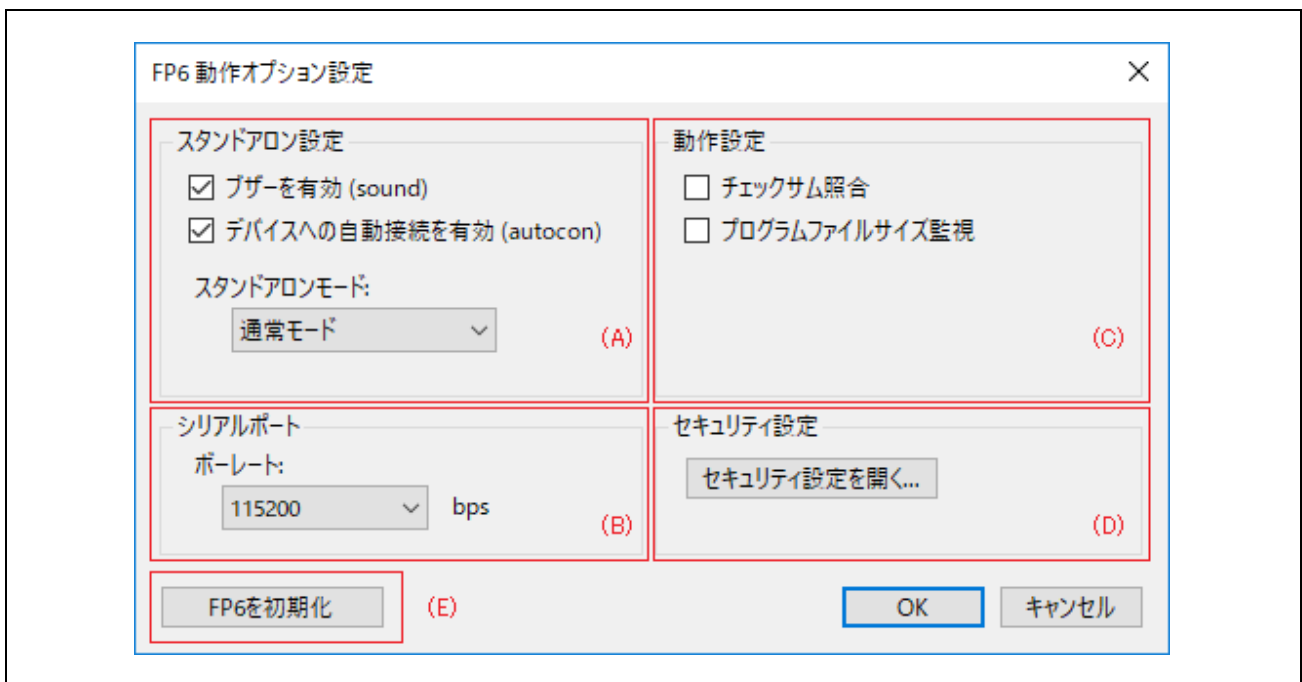 FP6 動作オプション設定
スタンドアロン設定
ブザーを有効 (sound)
デバイスへの自動接続を有効 (autocon)
スタンドアロンモード:
通常モード
(A)
動作設定
チェックサム照合
プログラムファイルサイズ監視
(C)
シリアルポート
ボーレート:
115200 bps
(B)
セキュリティ設定
セキュリティ設定を開く...
(D)
FP6を初期化
(E)
OK
キャンセル